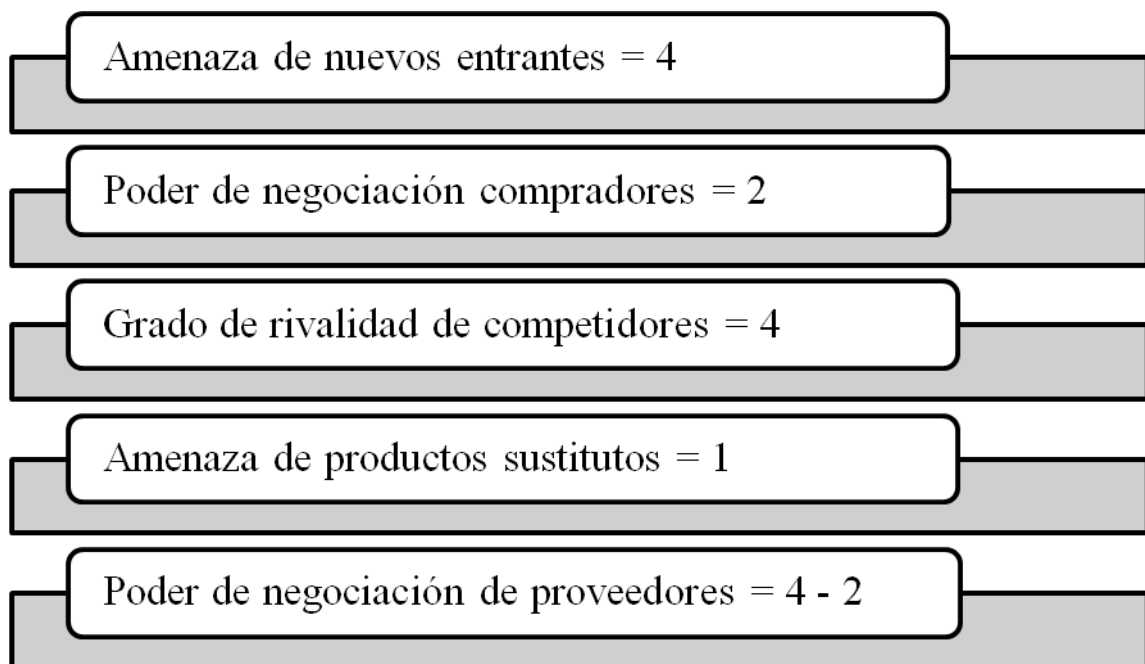 Amenaza de nuevos entrantes = 4
Poder de negociación compradores = 2
Grado de rivalidad de competidores = 4
Amenaza de productos sustitutos = 1
Poder de negociación de proveedores = 4 - 2